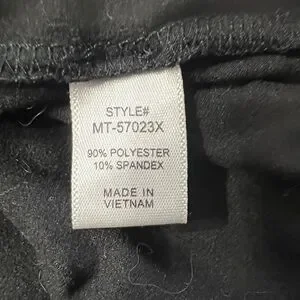 STYLE#
MT-57023X
90% POLYESTER
10% SPANDEX
MADE IN
VIETNAM